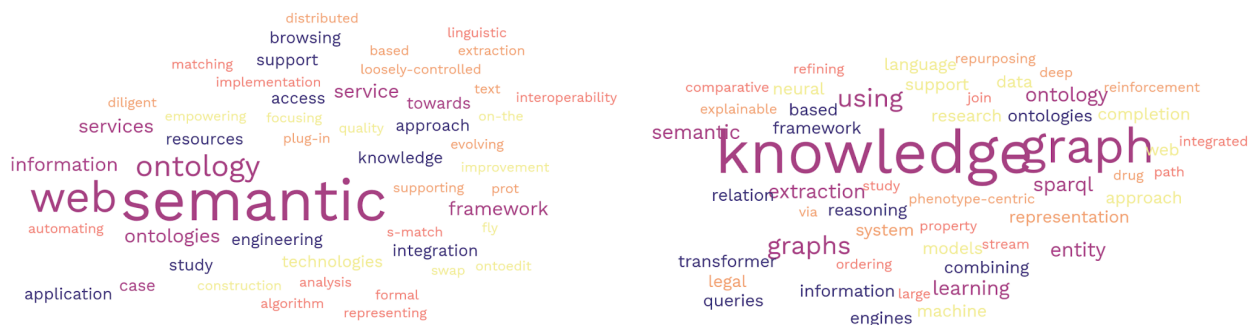 distributed
browsing
linguistic
based
extraction
support
matching
loosely-controlled
implementation
text
access
service
towards
interoperability
diligent
empowering
focusing
on-the
services
quality
approach
resources
plug-in
evolving
information
ontology
knowledge
improvement
web
semantic
supporting
prot
framework
automating
ontologies
engineering
s-match
fly
integration
study
technologies
swap
ontoedit
application
case
construction
analysis
algorithm
formal
representing
repurposing
language
refining
deep
comparative
neural
support
data
reinforcement
explainable
based
using
join
ontology
research
ontologies
completion
semantic
framework
knowledge
graph
web
integrated
drug
path
relation
extraction
study
sparql
phenotype-centric
approach
via
reasoning
representation
system
property
graphs
models
stream
entity
transformer
ordering
combining
legal
information
large
learning
queries
engines
machine